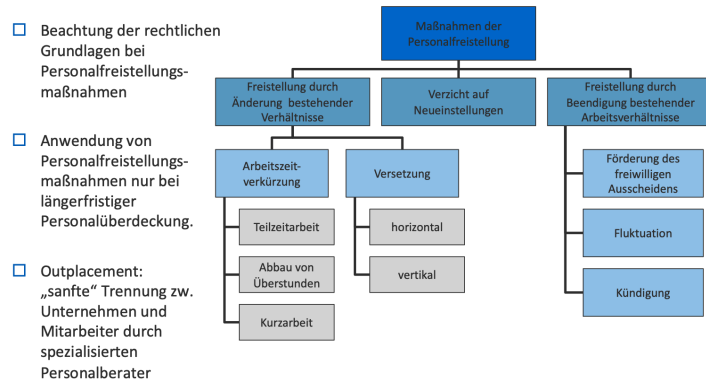 Beachtung der rechtlichen
Grundlagen bei
Personalfreistellungs-
maßnahmen
Anwendung von
Personalfreistellungs-
maßnahmen nur bei
längerfristiger
Personalüberdeckung.
Outplacement:
„sanfte“ Trennung zw.
Unternehmen und
Mitarbeiter durch
spezialisierten
Personalberater
Maßnahmen der
Personalfreistellung
Freistellung durch
Änderung bestehender
Verhältnisse
Verzicht auf
Neueinstellungen
Freistellung durch
Beendigung bestehender
Arbeitsverhältnisse
Arbeitszeit-
verkürzung
Versetzung
Förderung des
freiwilligen
Ausscheidens
Teilzeitarbeit
horizontal
Fluktuation
Abbau von
Überstunden
vertikal
Kündigung
Kurzarbeit